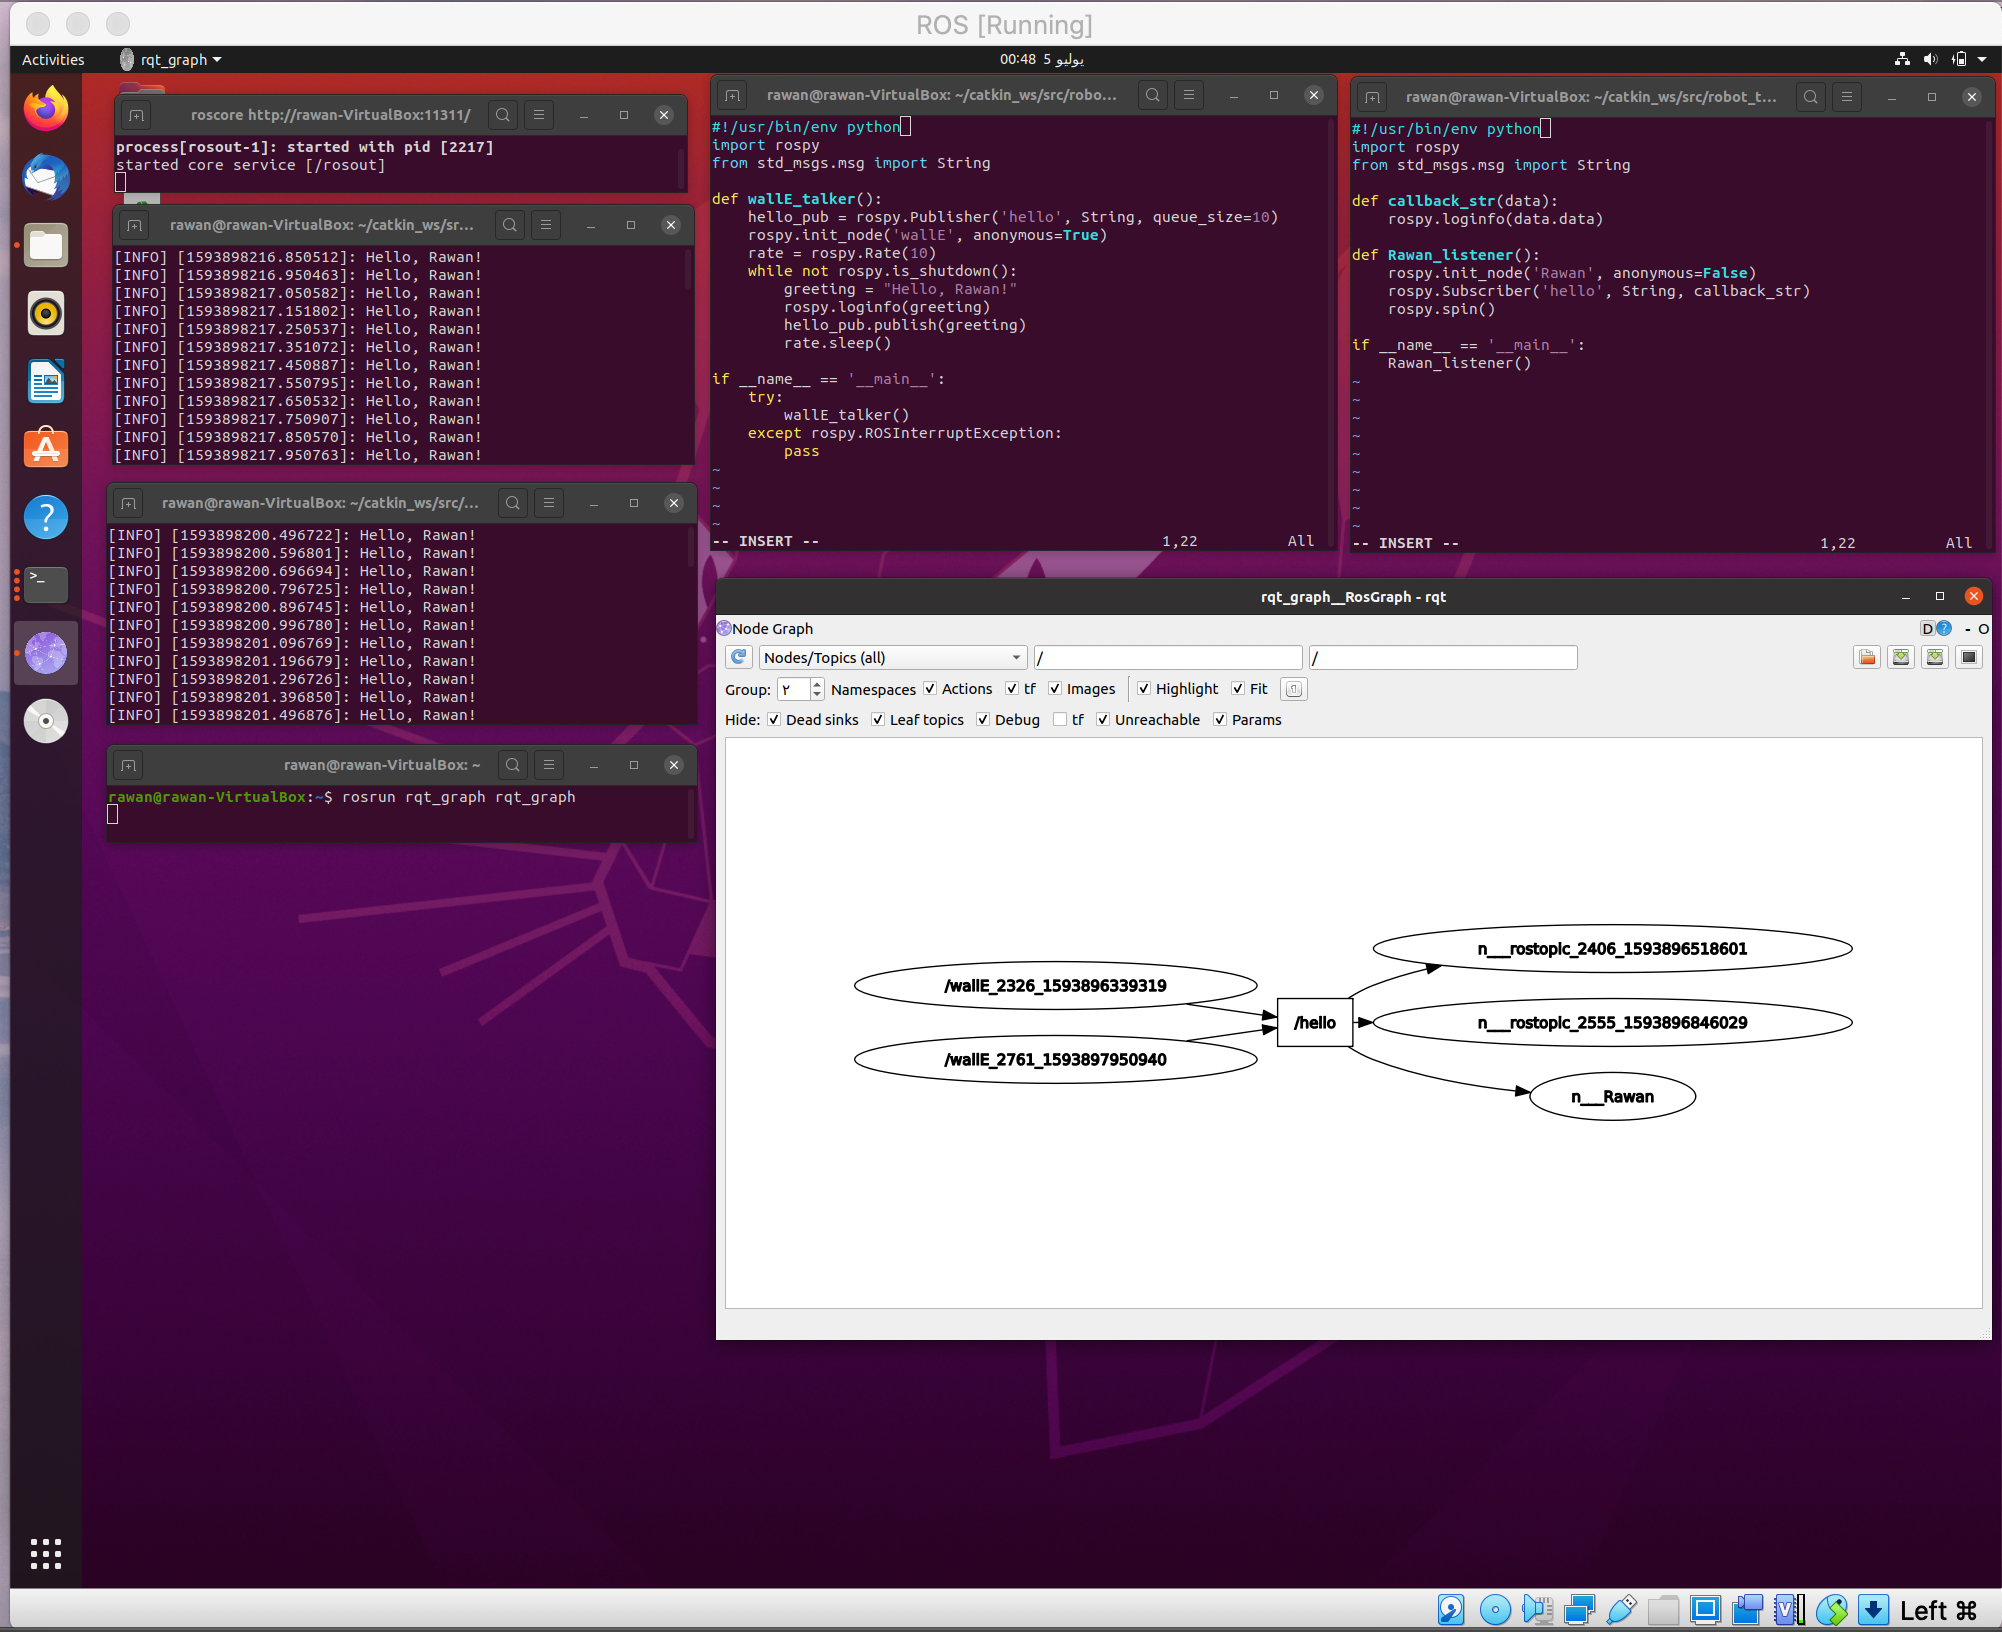 ROS [Running]
Activities
rqt_graph
00:48 5 يوليو
roscore http://rawan-VirtualBox:11311/
process[rosout-1]: started with pid [2217]
started core service [/rosout]
rawan@rawan-VirtualBox: ~/catkin_ws/sr...
[INFO] [1593898216.850512]: Hello, Rawan!
[INFO] [1593898216.950463]: Hello, Rawan!
[INFO] [1593898217.050582]: Hello, Rawan!
[INFO] [1593898217.151802]: Hello, Rawan!
[INFO] [1593898217.250537]: Hello, Rawan!
[INFO] [1593898217.351072]: Hello, Rawan!
[INFO] [1593898217.450887]: Hello, Rawan!
[INFO] [1593898217.550795]: Hello, Rawan!
[INFO] [1593898217.650532]: Hello, Rawan!
[INFO] [1593898217.750907]: Hello, Rawan!
[INFO] [1593898217.850570]: Hello, Rawan!
[INFO] [1593898217.950763]: Hello, Rawan!
rawan@rawan-VirtualBox: ~/catkin_ws/src/...
[INFO] [1593898200.496722]: Hello, Rawan!
[INFO] [1593898200.596801]: Hello, Rawan!
[INFO] [1593898200.696694]: Hello, Rawan!
[INFO] [1593898200.796725]: Hello, Rawan!
[INFO] [1593898200.896745]: Hello, Rawan!
[INFO] [1593898200.996780]: Hello, Rawan!
[INFO] [1593898201.096769]: Hello, Rawan!
[INFO] [1593898201.196679]: Hello, Rawan!
[INFO] [1593898201.296726]: Hello, Rawan!
[INFO] [1593898201.396850]: Hello, Rawan!
[INFO] [1593898201.496876]: Hello, Rawan!
rawan@rawan-VirtualBox: ~
rawan@rawan-VirtualBox:~$ rosrun rqt_graph rqt_graph
rawan@rawan-VirtualBox: ~/catkin_ws/src/robo...
#!/usr/bin/env python
import rospy
from std_msgs.msg import String
def wallE_talker():
hello_pub = rospy.Publisher('hello', String, queue_size=10)
rospy.init_node('wallE', anonymous=True)
rate = rospy.Rate(10)
while not rospy.is_shutdown():
greeting = "Hello, Rawan!"
rospy.loginfo(greeting)
hello_pub.publish(greeting)
rate.sleep()
if __name__ == '__main__':
try:
wallE_talker()
except rospy.ROSInterruptException:
pass
~
~
~
~
-- INSERT -- 1,22 All
rawan@rawan-VirtualBox: ~/catkin_ws/src/robot_t...
#!/usr/bin/env python
import rospy
from std_msgs.msg import String
def callback_str(data):
rospy.loginfo(data.data)
def Rawan_listener():
rospy.init_node('Rawan', anonymous=False)
rospy.Subscriber('hello', String, callback_str)
rospy.spin()
if __name__ == '__main__':
Rawan_listener()
~
~
~
~
~
~
~
~
~
-- INSERT -- 1,22 All
rqt_graph__RosGraph - rqt
Node Graph
D ? - O
Nodes/Topics (all) / /
Group: ٢ Namespaces Actions tf Images Highlight Fit
Hide: Dead sinks Leaf topics Debug tf Unreachable Params
n___rostopic_2406_1593896518601
/wallE_2326_1593896339319
/hello
n___rostopic_2555_1593896846029
/wallE_2761_1593897950940
n___Rawan
Left ⌘